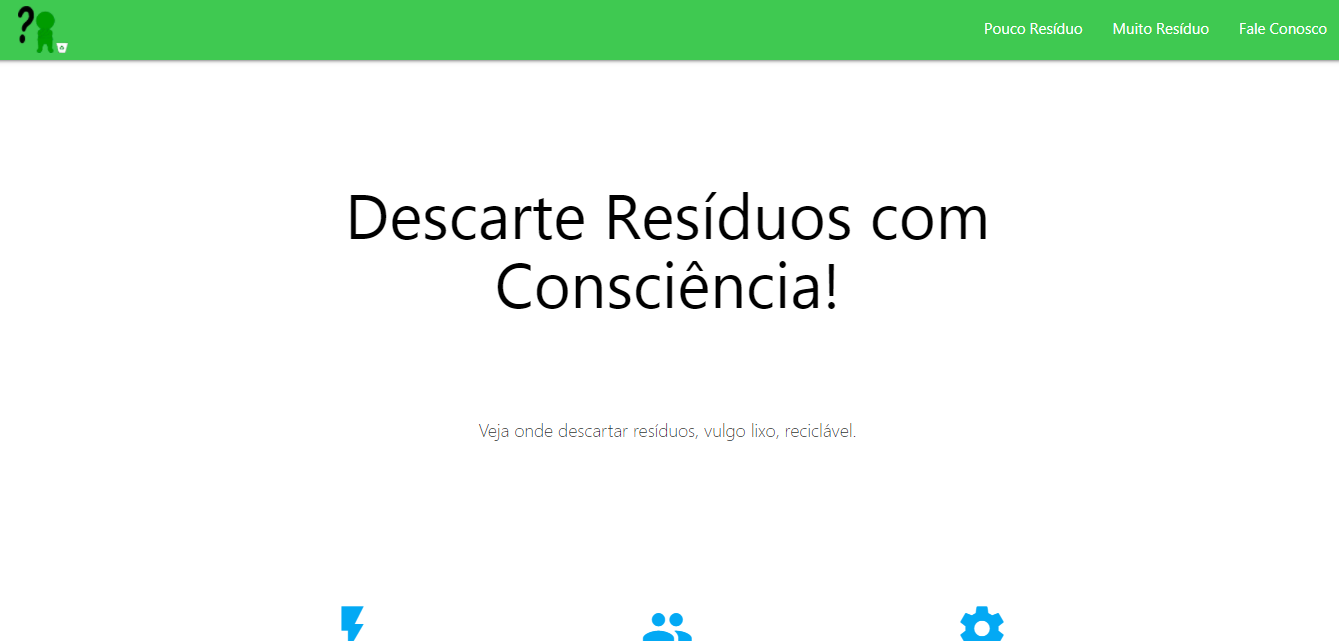 ?
Pouco Resíduo
Muito Resíduo
Fale Conosco
Descarte Resíduos com
Consciência!
Veja onde descartar resíduos, vulgo lixo, reciclável.